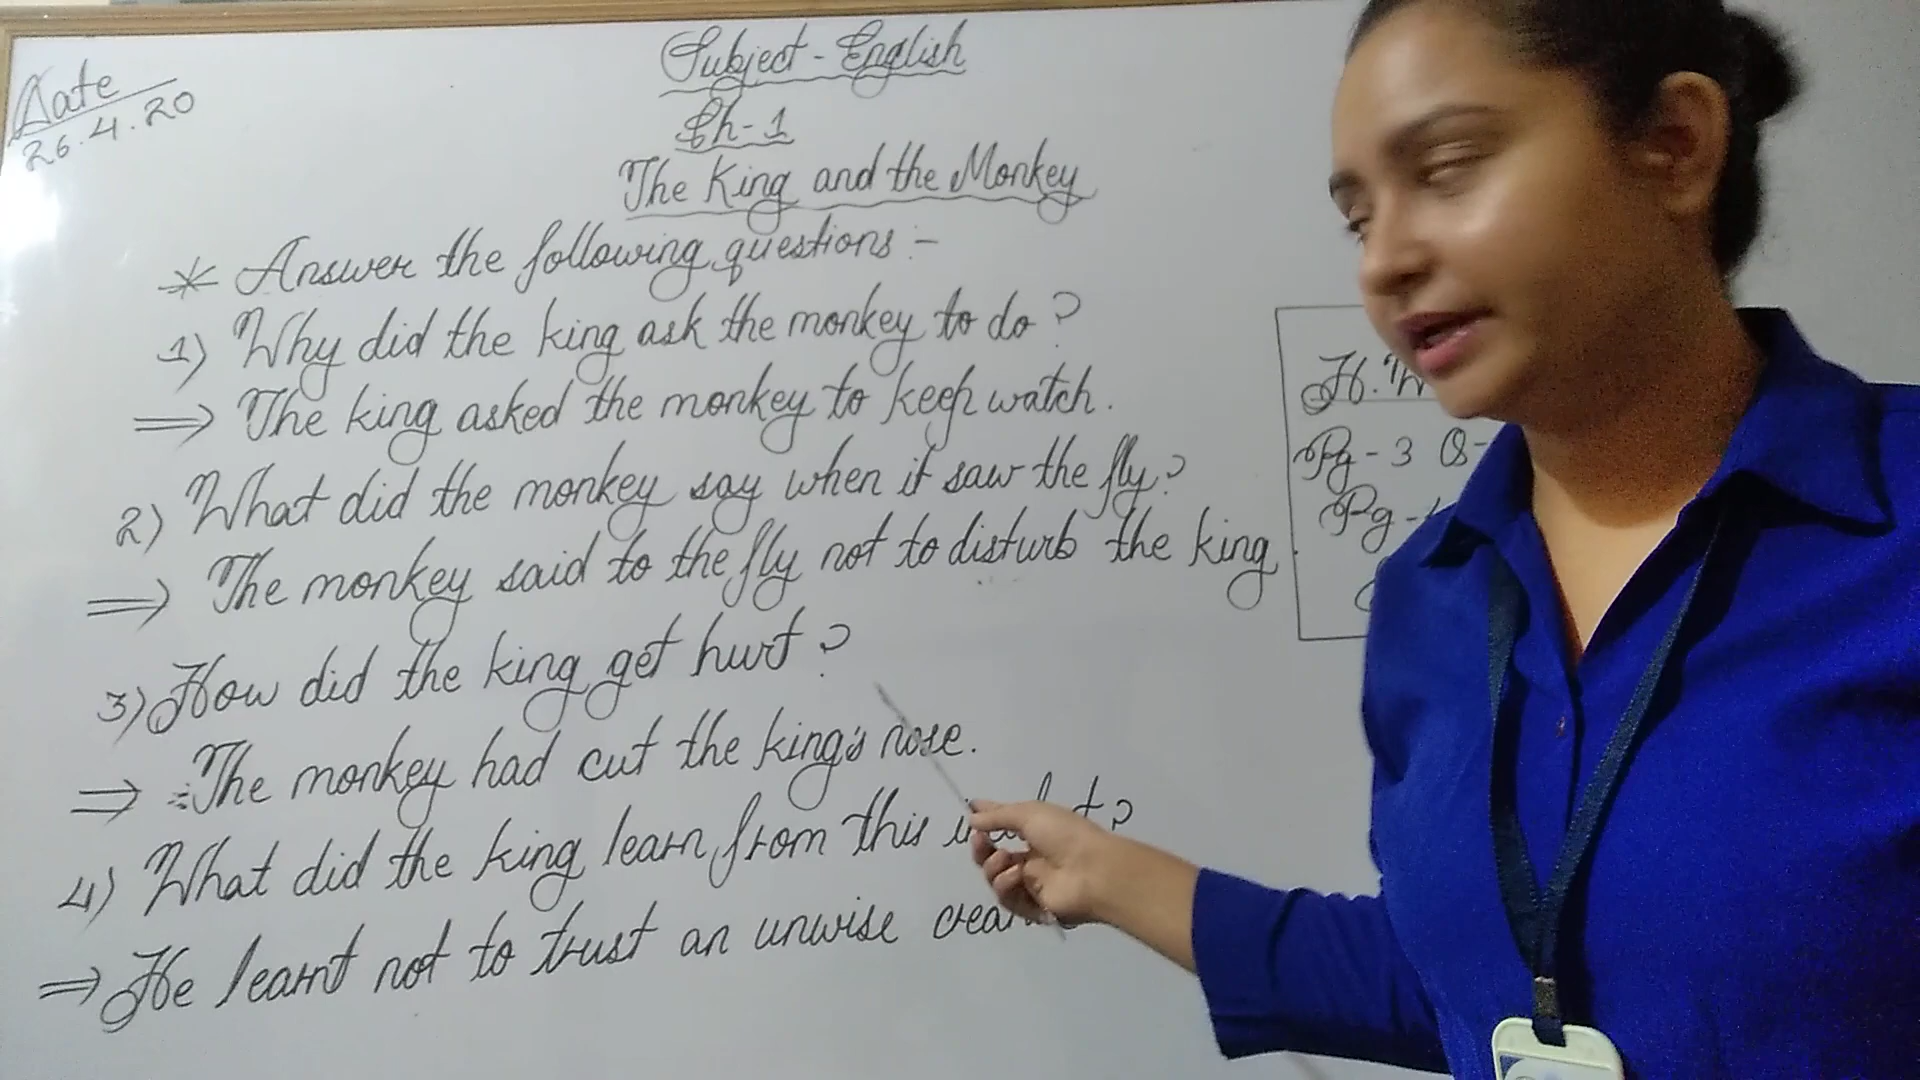 Date
26.4.20
Subject - English
Ch-1
The King and the Monkey
* Answer the following questions :-
1) Why did the king ask the monkey to do?
⇒ The king asked the monkey to keep watch.
2) What did the monkey say when it saw the fly?
⇒ The monkey said to the fly not to disturb the king
3) How did the king get hurt?
⇒ The monkey had cut the king's nose.
4) What did the king learn from this
⇒ He learnt not to trust an unwise
H.W
Pg - 3 Q-
Pg -